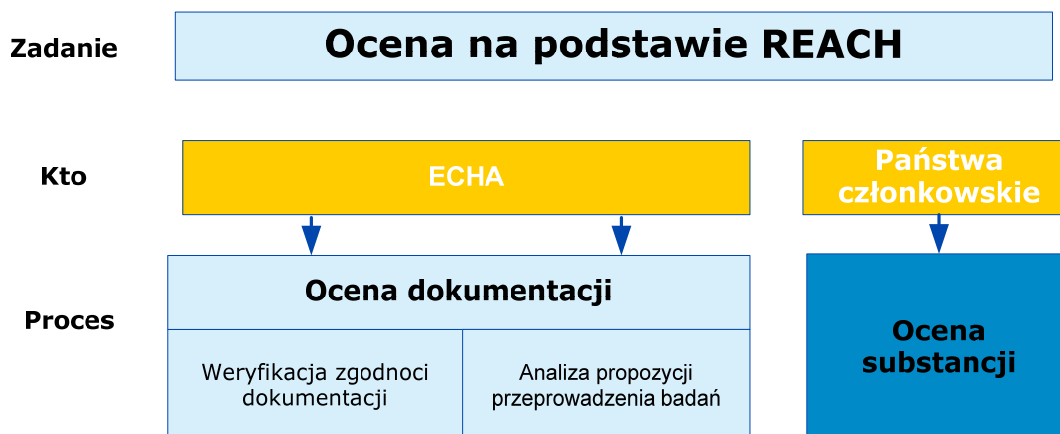 Zadanie
Ocena na podstawie REACH
Kto
ECHA
Państwa
członkowskie
Proces
Ocena dokumentacji
Weryfikacja zgodnoci
dokumentacji
Analiza propozycji
przeprowadzenia badań
Ocena
substancji